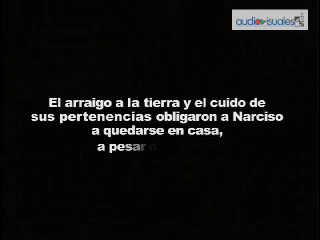 audiovisuales
El arraigo a la tierra y el cuido de
sus pertenencias obligaron a Narciso
a quedarse en casa,
a pesar